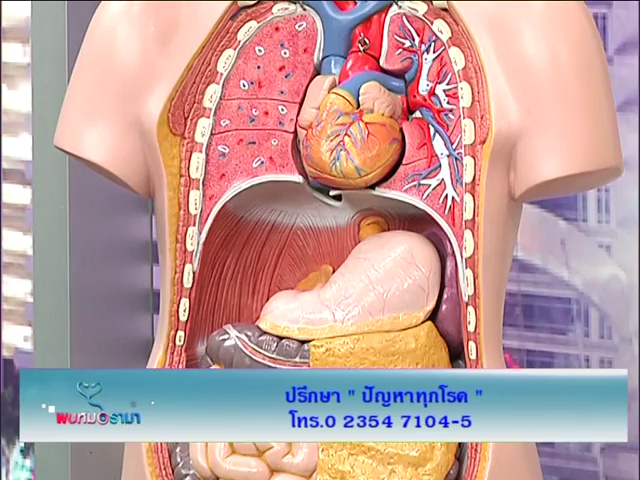 พบหมอรามา
ปรึกษา " ปัญหาทุกโรค "
โทร.0 2354 7104-5